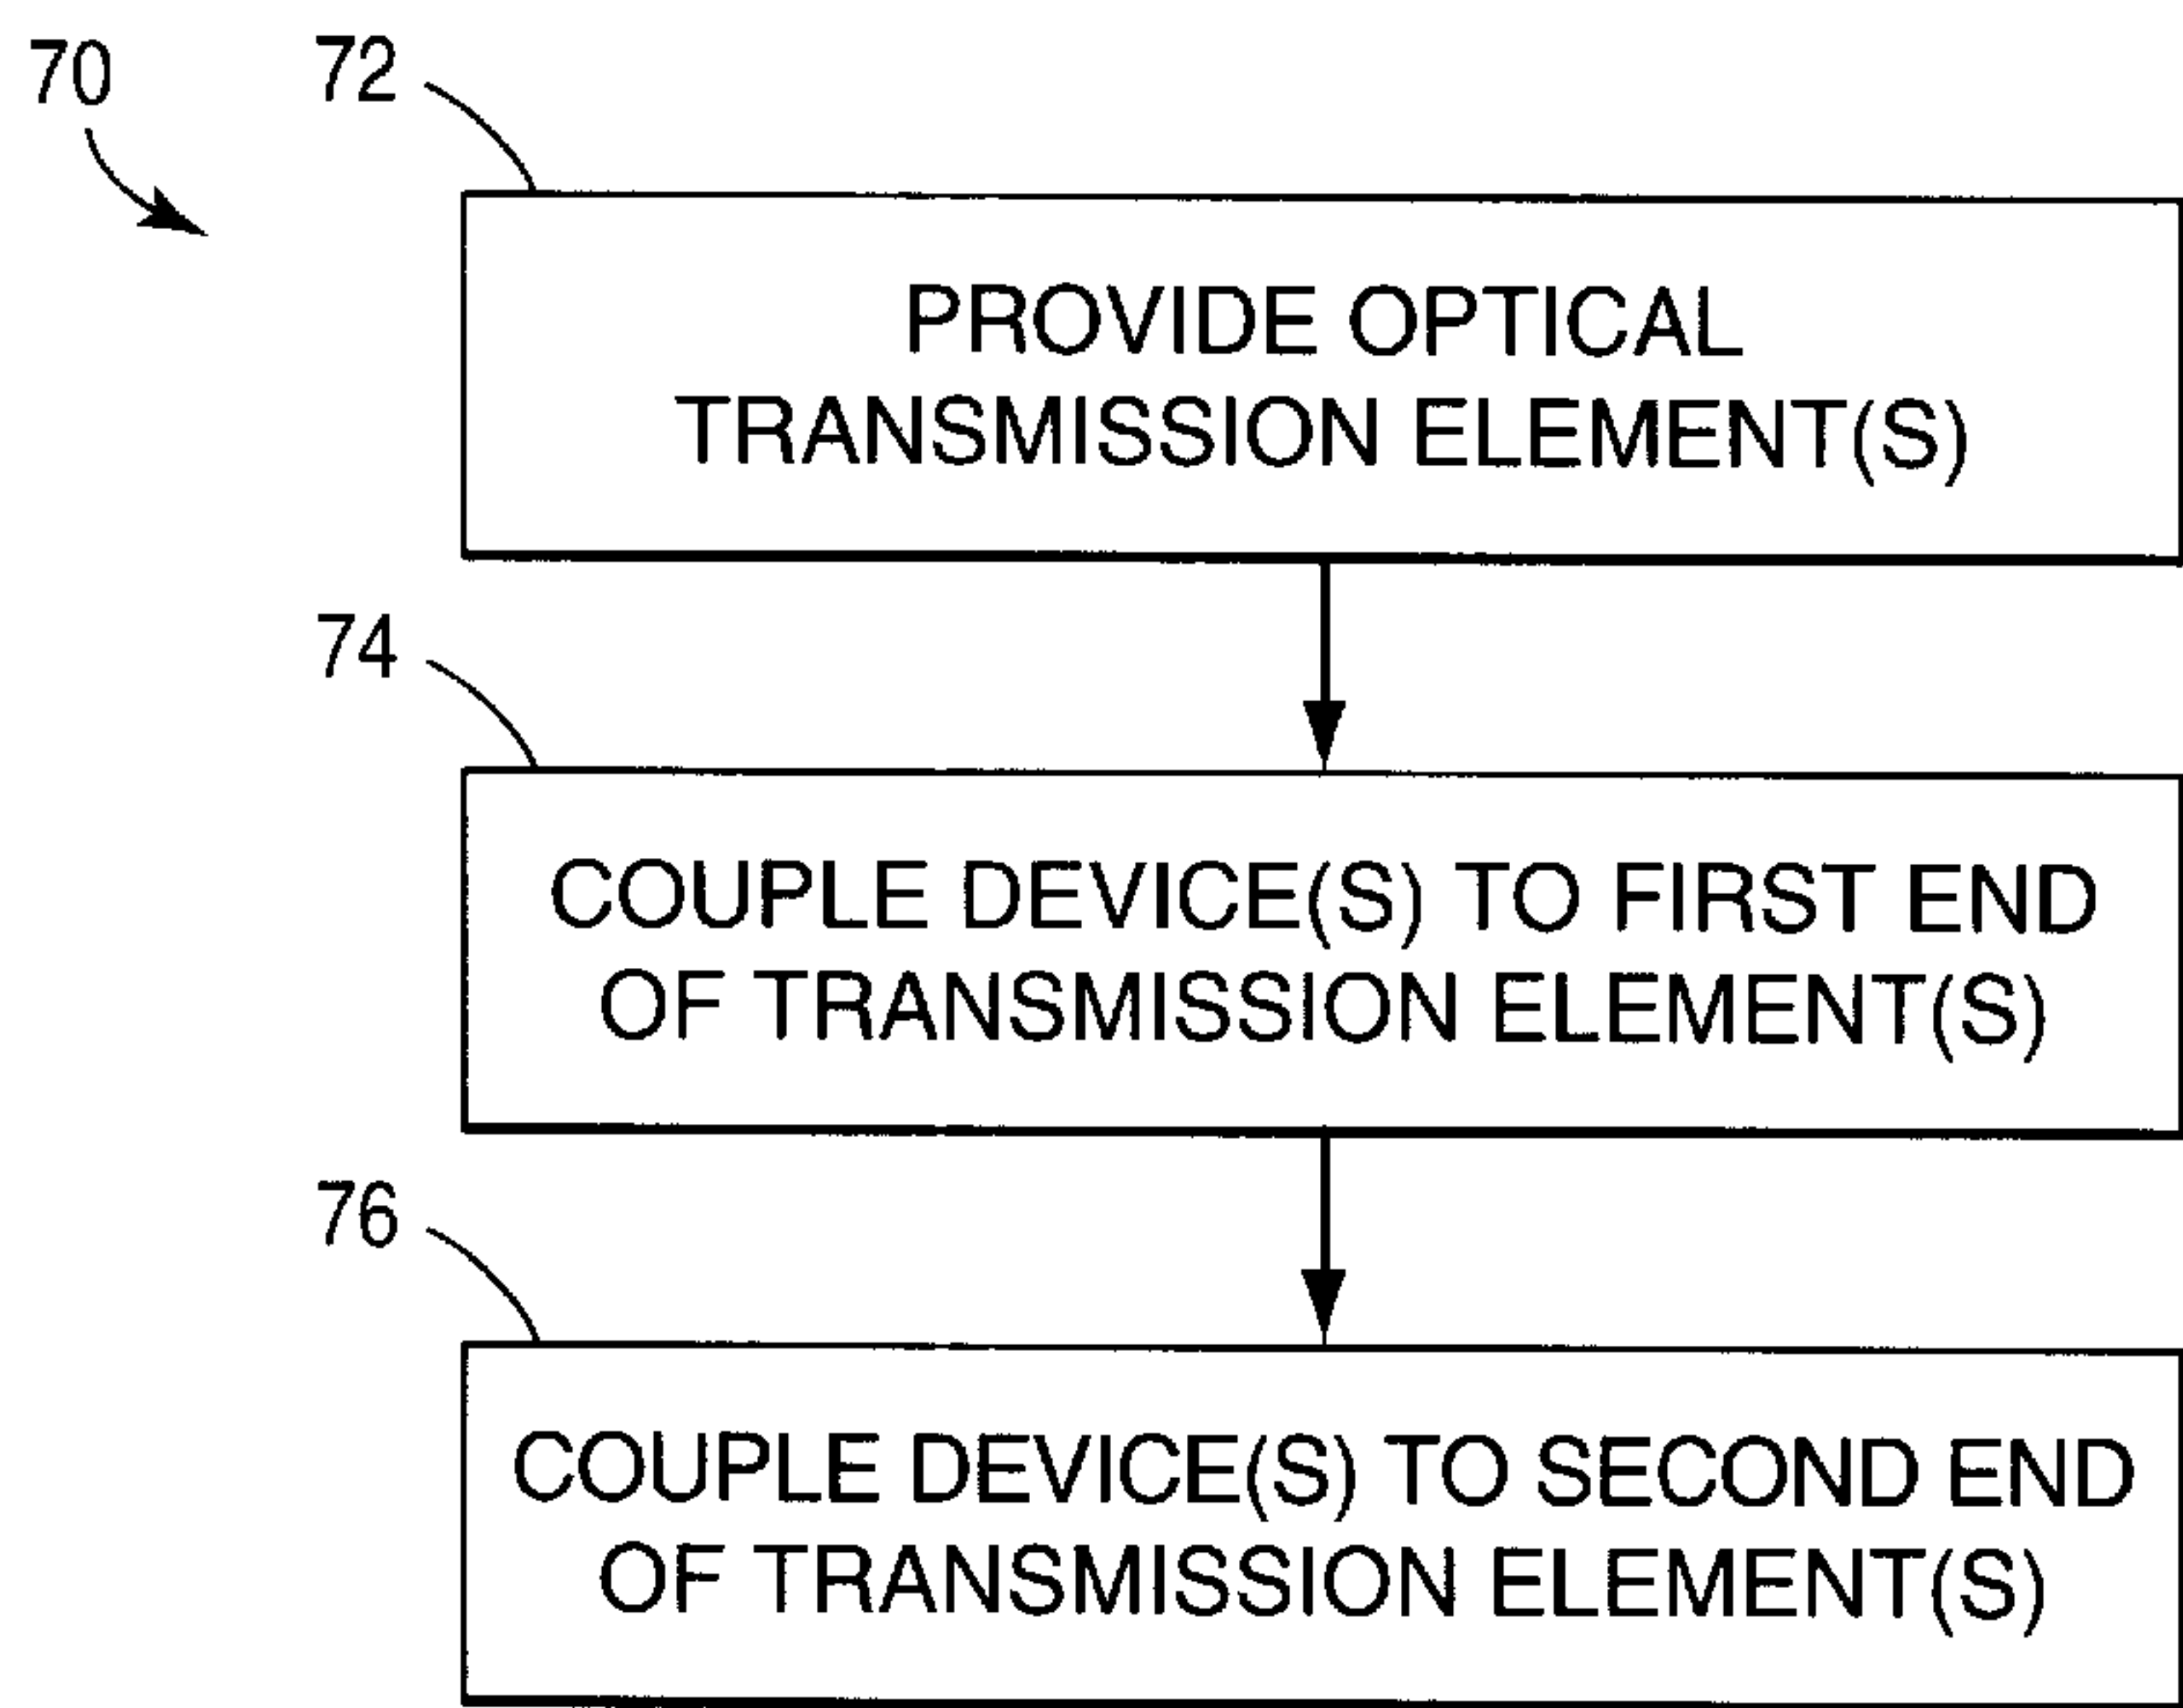 70
72
PROVIDE OPTICAL
TRANSMISSION ELEMENT(S)
74
COUPLE DEVICE(S) TO FIRST END
OF TRANSMISSION ELEMENT(S)
76
COUPLE DEVICE(S) TO SECOND END
OF TRANSMISSION ELEMENT(S)